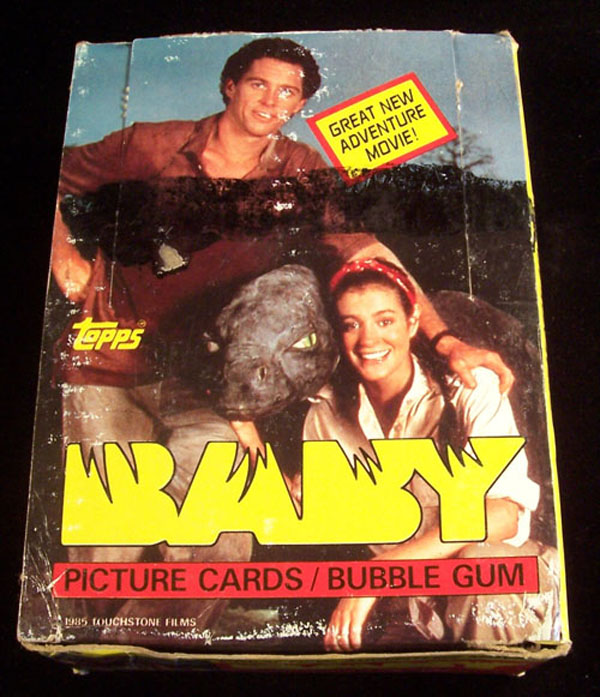 GREAT NEW
ADVENTURE
MOVIE!
topps®
BABY
PICTURE CARDS / BUBBLE GUM
1985 TOUCHSTONE FILMS